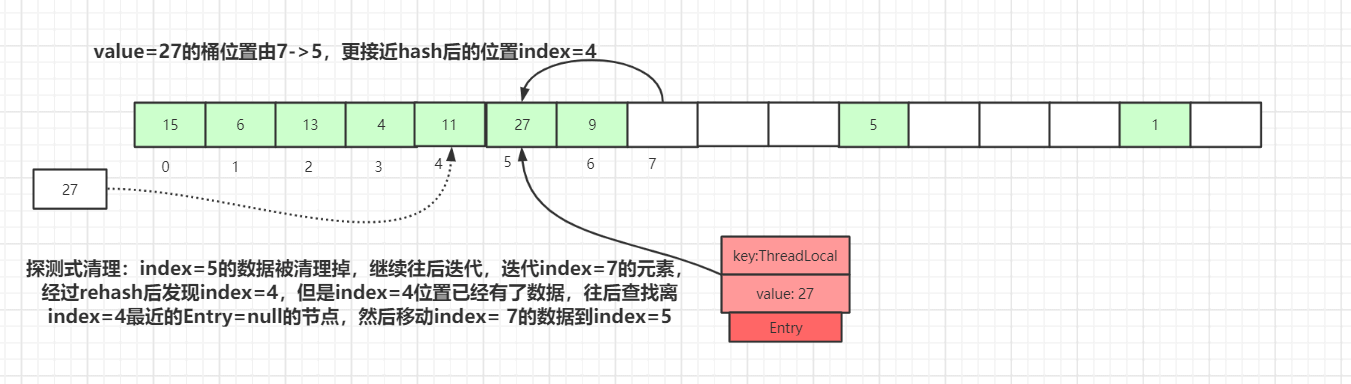 value=27的桶位置由7->5，更接近hash后的位置index=4
15 6 13 4 11 27 9 5 1
0 1 2 3 4 5 6 7
27
key:ThreadLocal
value: 27
Entry
探测式清理：index=5的数据被清理掉，继续往后迭代，迭代index=7的元素，
经过rehash后发现index=4，但是index=4位置已经有了数据，往后查找离
index=4最近的Entry=null的节点，然后移动index= 7的数据到index=5